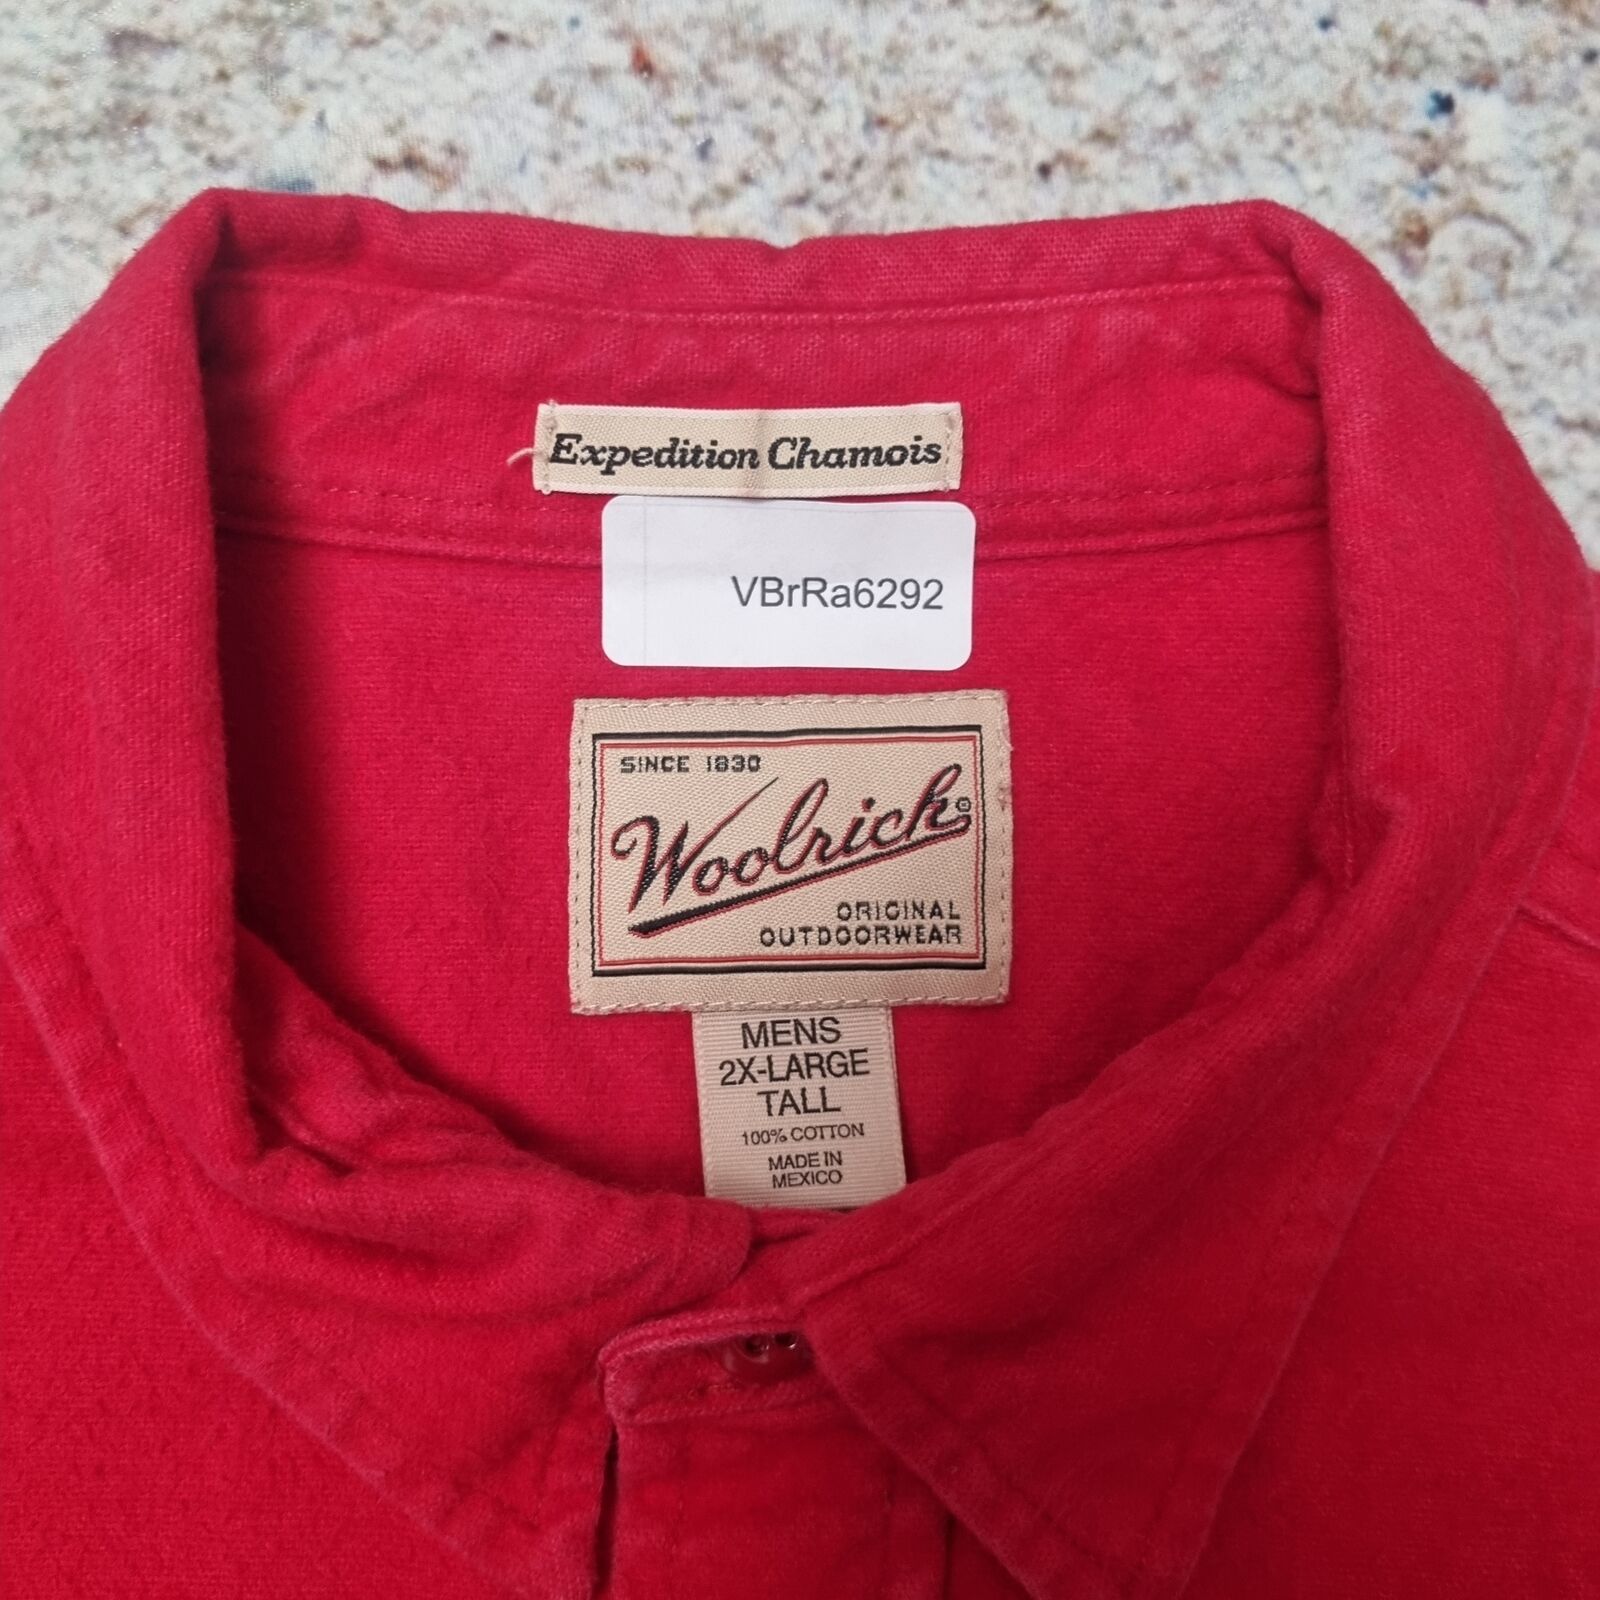 Expedition Chamois
VBrRa6292
SINCE 1830
Woolrich®
ORIGINAL
OUTDOORWEAR
MENS
2X-LARGE
TALL
100% COTTON
MADE IN
MEXICO